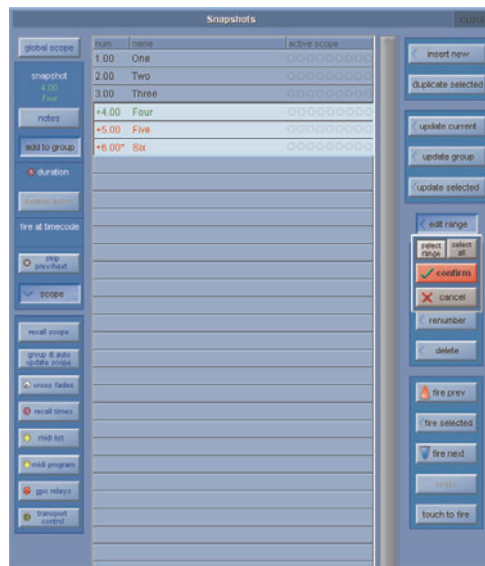 Snapshots
CLOSE
global scope
snapshot
4.00
Four
notes
add to group
duration
fire at timecode
skip
prev/next
scope
recall scope
group & auto
update scope
cross fades
recall times
midi list
midi program
gpo relays
transport
control
num name active scope
1.00 One
2.00 Two
3.00 Three
+4.00 Four
+5.00 Five
+6.00* Six
insert new
duplicate selected
update current
update group
update selected
edit range
select
range
select
all
confirm
cancel
renumber
delete
fire prev
fire selected
fire next
undo
touch to fire